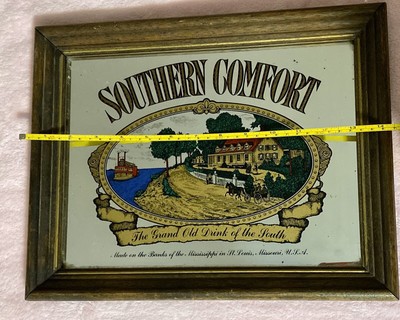 SOUTHERN COMFORT
The Grand Old Drink of the South
Made on the Banks of the Mississippi in St. Louis, Missouri, U.S.A.